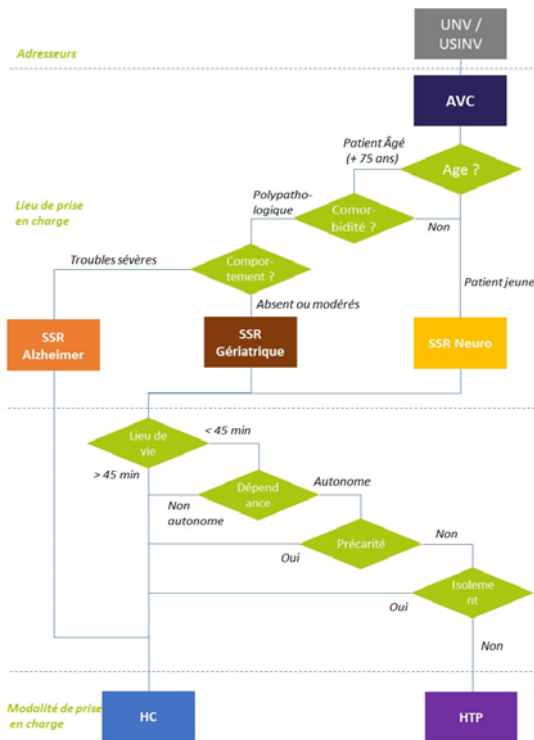 UNV /
USINV
Adresseurs
AVC
Patient Âgé
(+ 75 ans)
Age ?
Polypatho-
logique
Lieu de prise
en charge
Comor-
bidité ?
Non
Troubles sévères
Compor-
tement ?
Absent ou modérés
Patient jeune
SSR
Alzheimer
SSR
Gériatrique
SSR Neuro
Lieu de
vie
< 45 min
> 45 min
Dépend
ance
Autonome
Non
autonome
Précarité
Non
Oui
Isoleme
nt
Oui
Non
Modalité de prise
en charge
HC
HTP